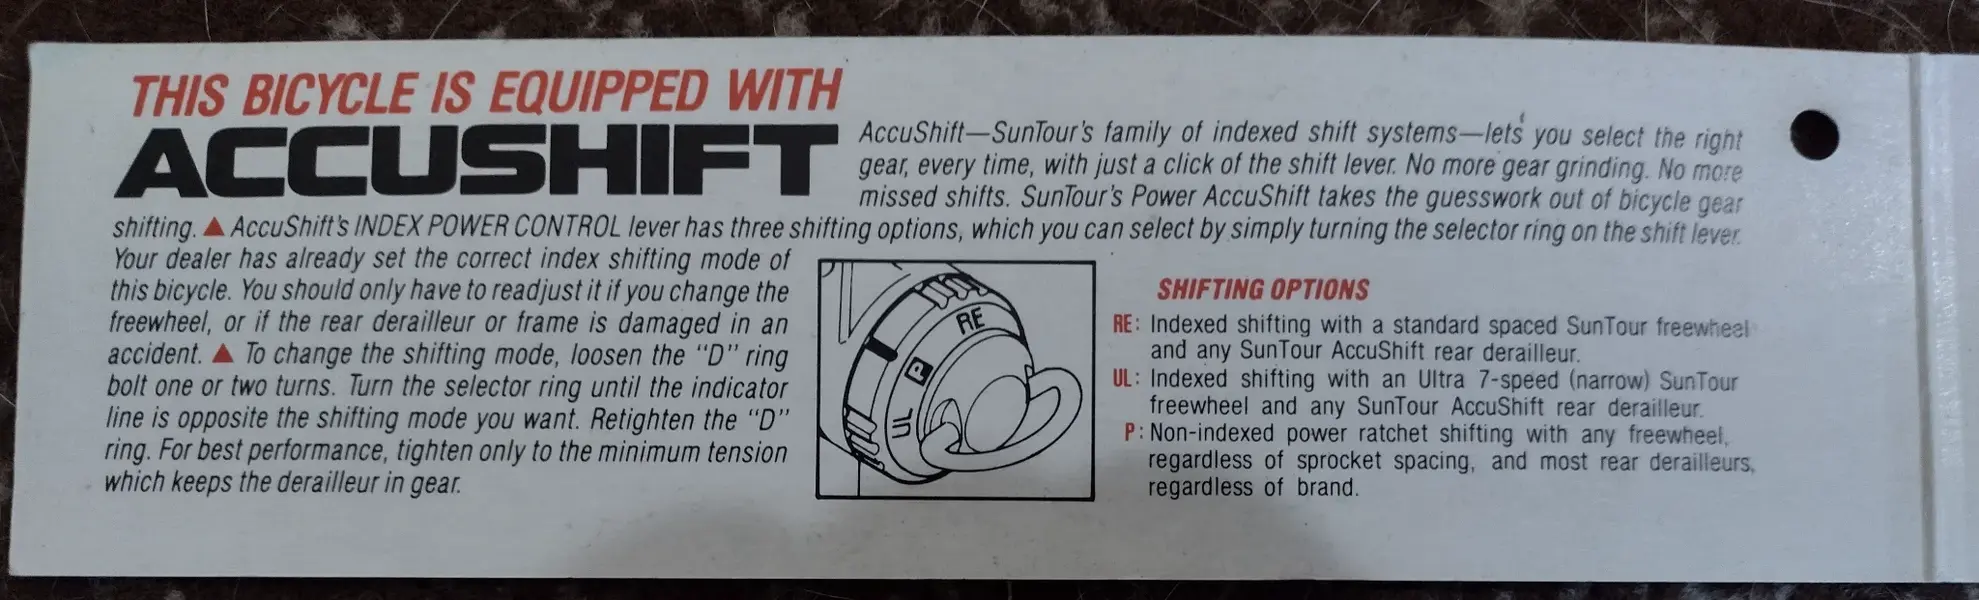 THIS BICYCLE IS EQUIPPED WITH
ACCUSHIFT
AccuShift—SunTour's family of indexed shift systems—lets you select the right
gear, every time, with just a click of the shift lever. No more gear grinding. No more
missed shifts. SunTour's Power AccuShift takes the guesswork out of bicycle gear
shifting. ▲ AccuShift's INDEX POWER CONTROL lever has three shifting options, which you can select by simply turning the selector ring on the shift lever.
Your dealer has already set the correct index shifting mode of
this bicycle. You should only have to readjust it if you change the
freewheel, or if the rear derailleur or frame is damaged in an
accident. ▲ To change the shifting mode, loosen the "D" ring
bolt one or two turns. Turn the selector ring until the indicator
line is opposite the shifting mode you want. Retighten the "D"
ring. For best performance, tighten only to the minimum tension
which keeps the derailleur in gear.
RE
P
UL
SHIFTING OPTIONS
RE: Indexed shifting with a standard spaced SunTour freewheel
and any SunTour AccuShift rear derailleur.
UL: Indexed shifting with an Ultra 7-speed (narrow) SunTour
freewheel and any SunTour AccuShift rear derailleur.
P: Non-indexed power ratchet shifting with any freewheel,
regardless of sprocket spacing, and most rear derailleurs,
regardless of brand.